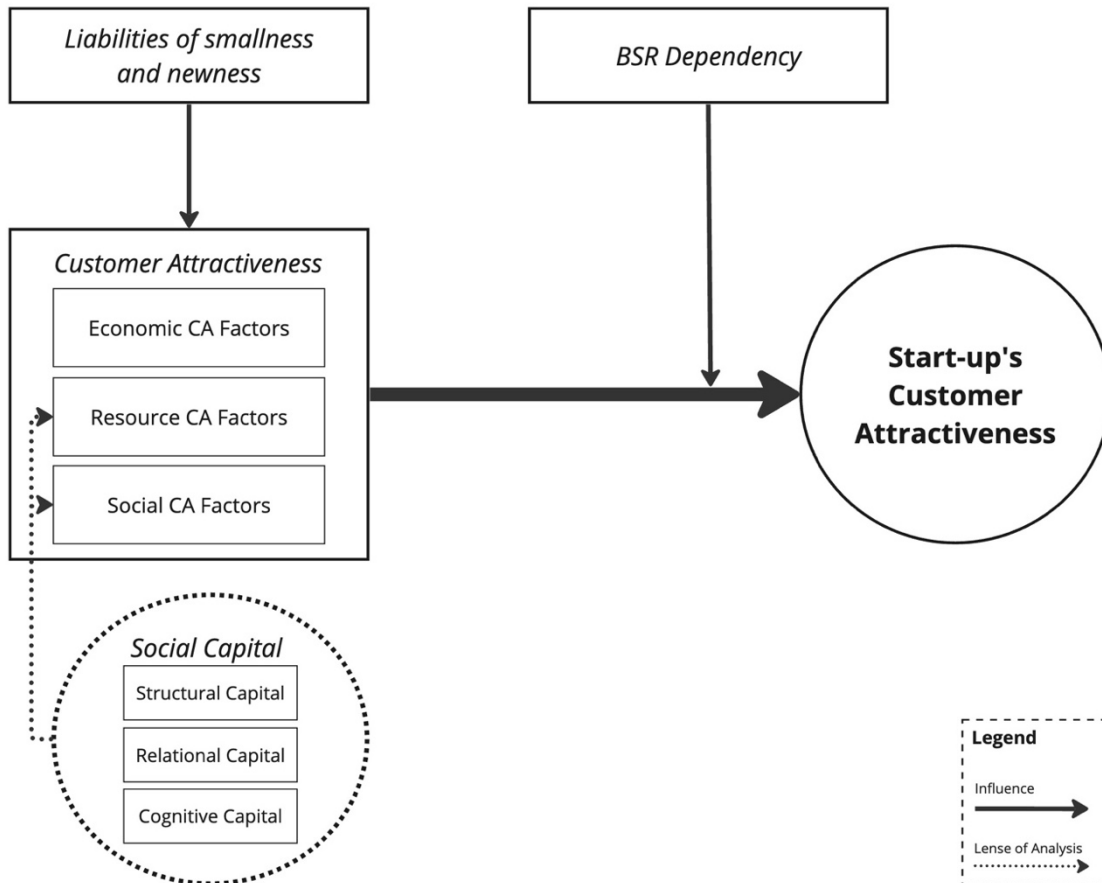 Liabilities of smallness
and newness
BSR Dependency
Customer Attractiveness
Economic CA Factors
Resource CA Factors
Social CA Factors
Start-up's
Customer
Attractiveness
Social Capital
Structural Capital
Relational Capital
Cognitive Capital
Legend
Influence
Lense of Analysis